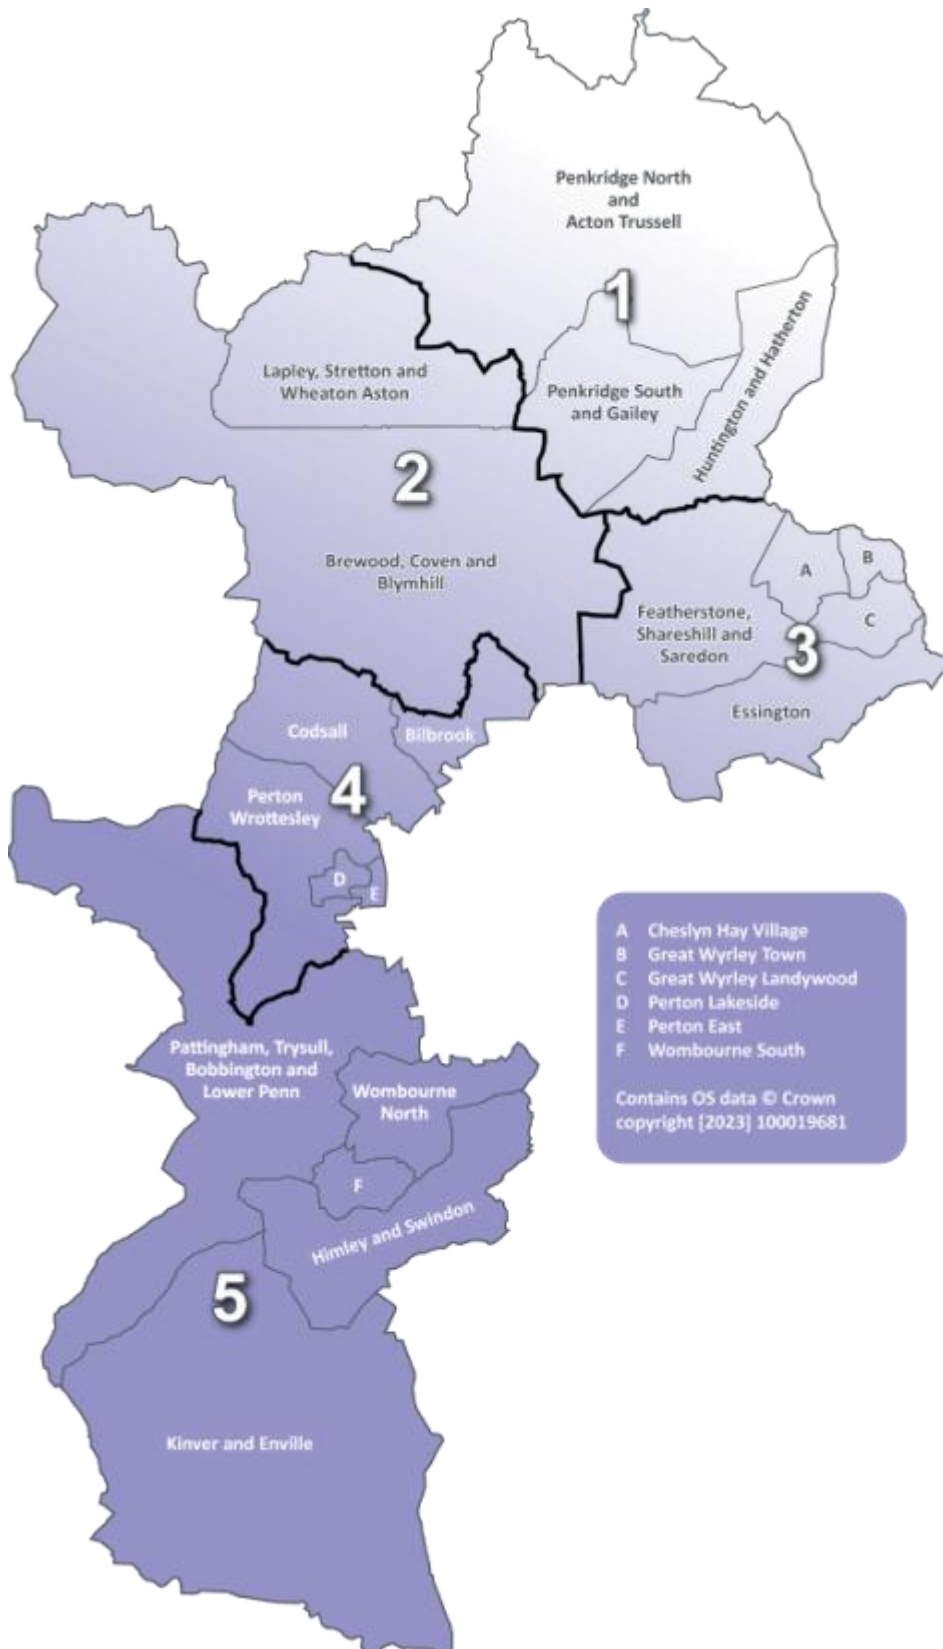 Penkridge North
and
Acton Trussell
1
Huntington and Hatherton
Lapley, Stretton and
Wheaton Aston
Penkridge South
and Gailey
2
Brewood, Coven and
Blymhill
A
B
C
Featherstone,
Shareshill and
Saredon
3
Essington
Codsall
Bilbrook
4
Perton
Wrottesley
D
E
A Cheslyn Hay Village
B Great Wyrley Town
C Great Wyrley Landywood
D Perton Lakeside
E Perton East
F Wombourne South
Contains OS data © Crown
copyright [2023] 100019681
Pattingham, Trysull,
Bobbington and
Lower Penn
Wombourne
North
F
Himley and Swindon
5
Kinver and Enville